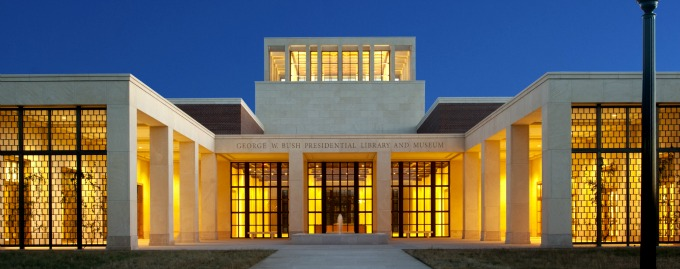 GEORGE W. BUSH PRESIDENTIAL LIBRARY AND MUSEUM